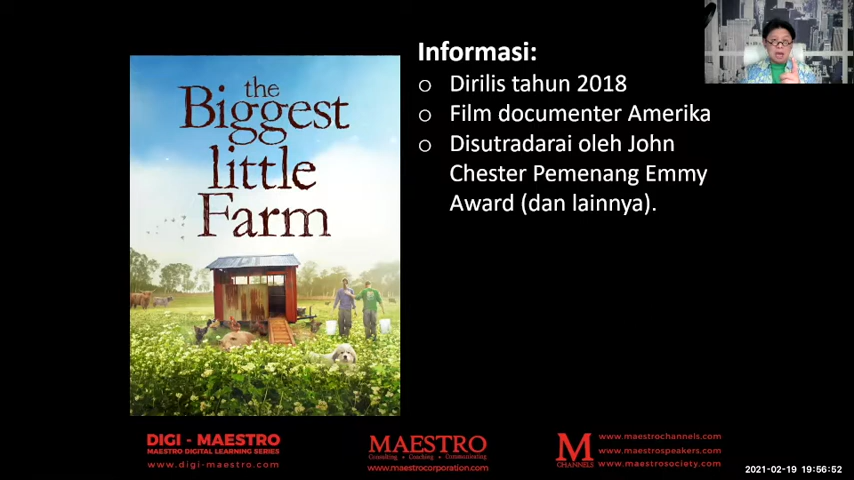 the
Biggest
little
Farm
Informasi:
○ Dirilis tahun 2018
○ Film documenter Amerika
○ Disutradarai oleh John
Chester Pemenang Emmy
Award (dan lainnya).
DIGI - MAESTRO
MAESTRO DIGITAL LEARNING SERIES
www.digi-maestro.com
MAESTRO
Consulting • Coaching • Communicating
www.maestrocorporation.com
M
CHANNELS
www.maestrochannels.com
www.maestrospeakers.com
www.maestrosociety.com
2021-02-19 19:56:52